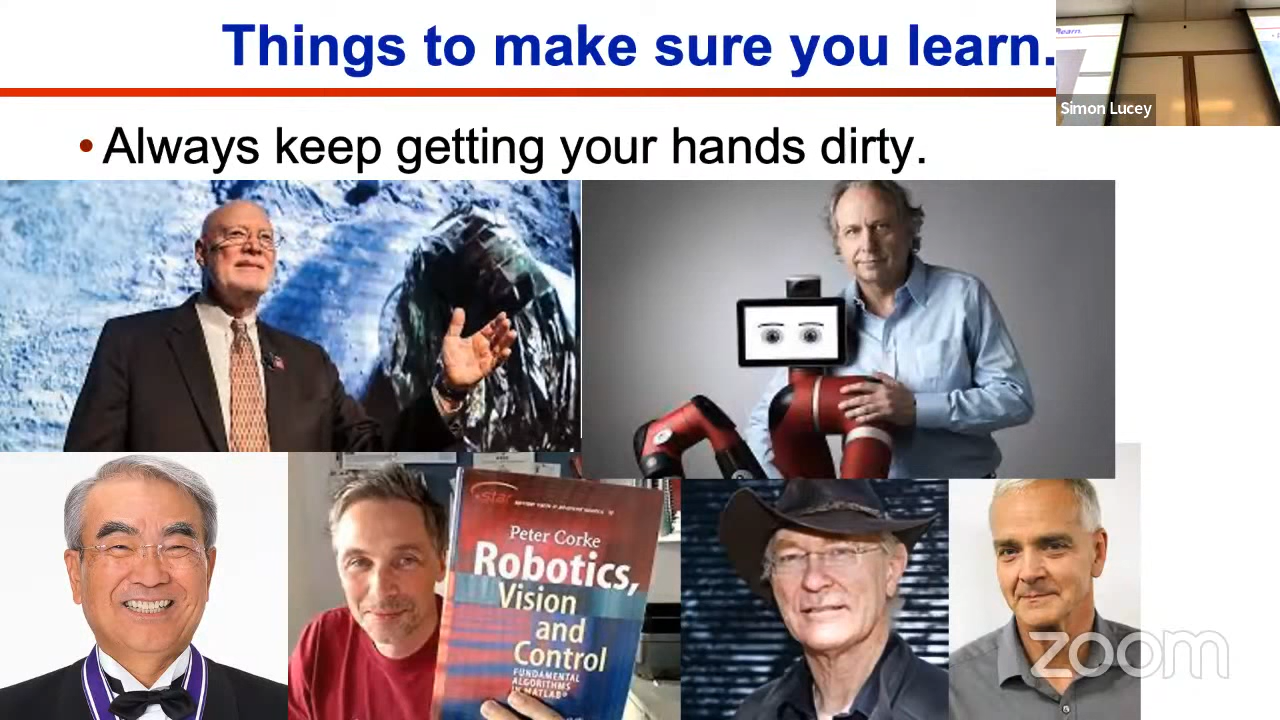 Things to make sure you learn.
Simon Lucey
• Always keep getting your hands dirty.
star
Peter Corke
Robotics,
Vision
and
Control
FUNDAMENTAL
ALGORITHMS
IN MATLAB®
zoom